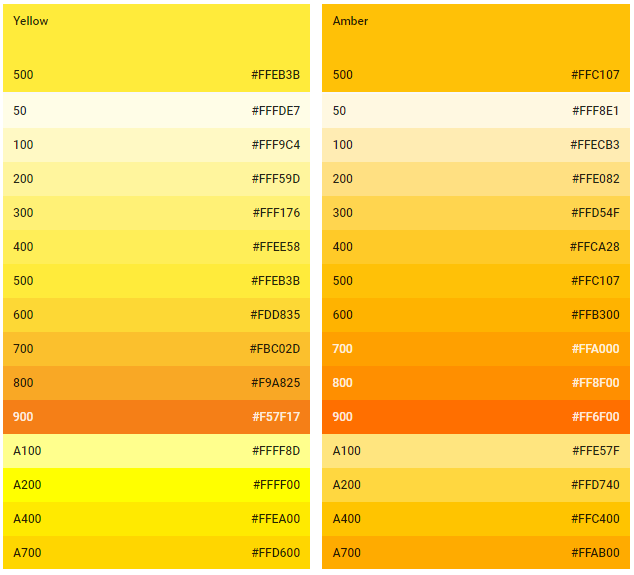 Yellow
500 #FFEB3B
50 #FFFDE7
100 #FFF9C4
200 #FFF59D
300 #FFF176
400 #FFEE58
500 #FFEB3B
600 #FDD835
700 #FBC02D
800 #F9A825
900 #F57F17
A100 #FFFF8D
A200 #FFFF00
A400 #FFEA00
A700 #FFD600
Amber
500 #FFC107
50 #FFF8E1
100 #FFECB3
200 #FFE082
300 #FFD54F
400 #FFCA28
500 #FFC107
600 #FFB300
700 #FFA000
800 #FF8F00
900 #FF6F00
A100 #FFE57F
A200 #FFD740
A400 #FFC400
A700 #FFAB00